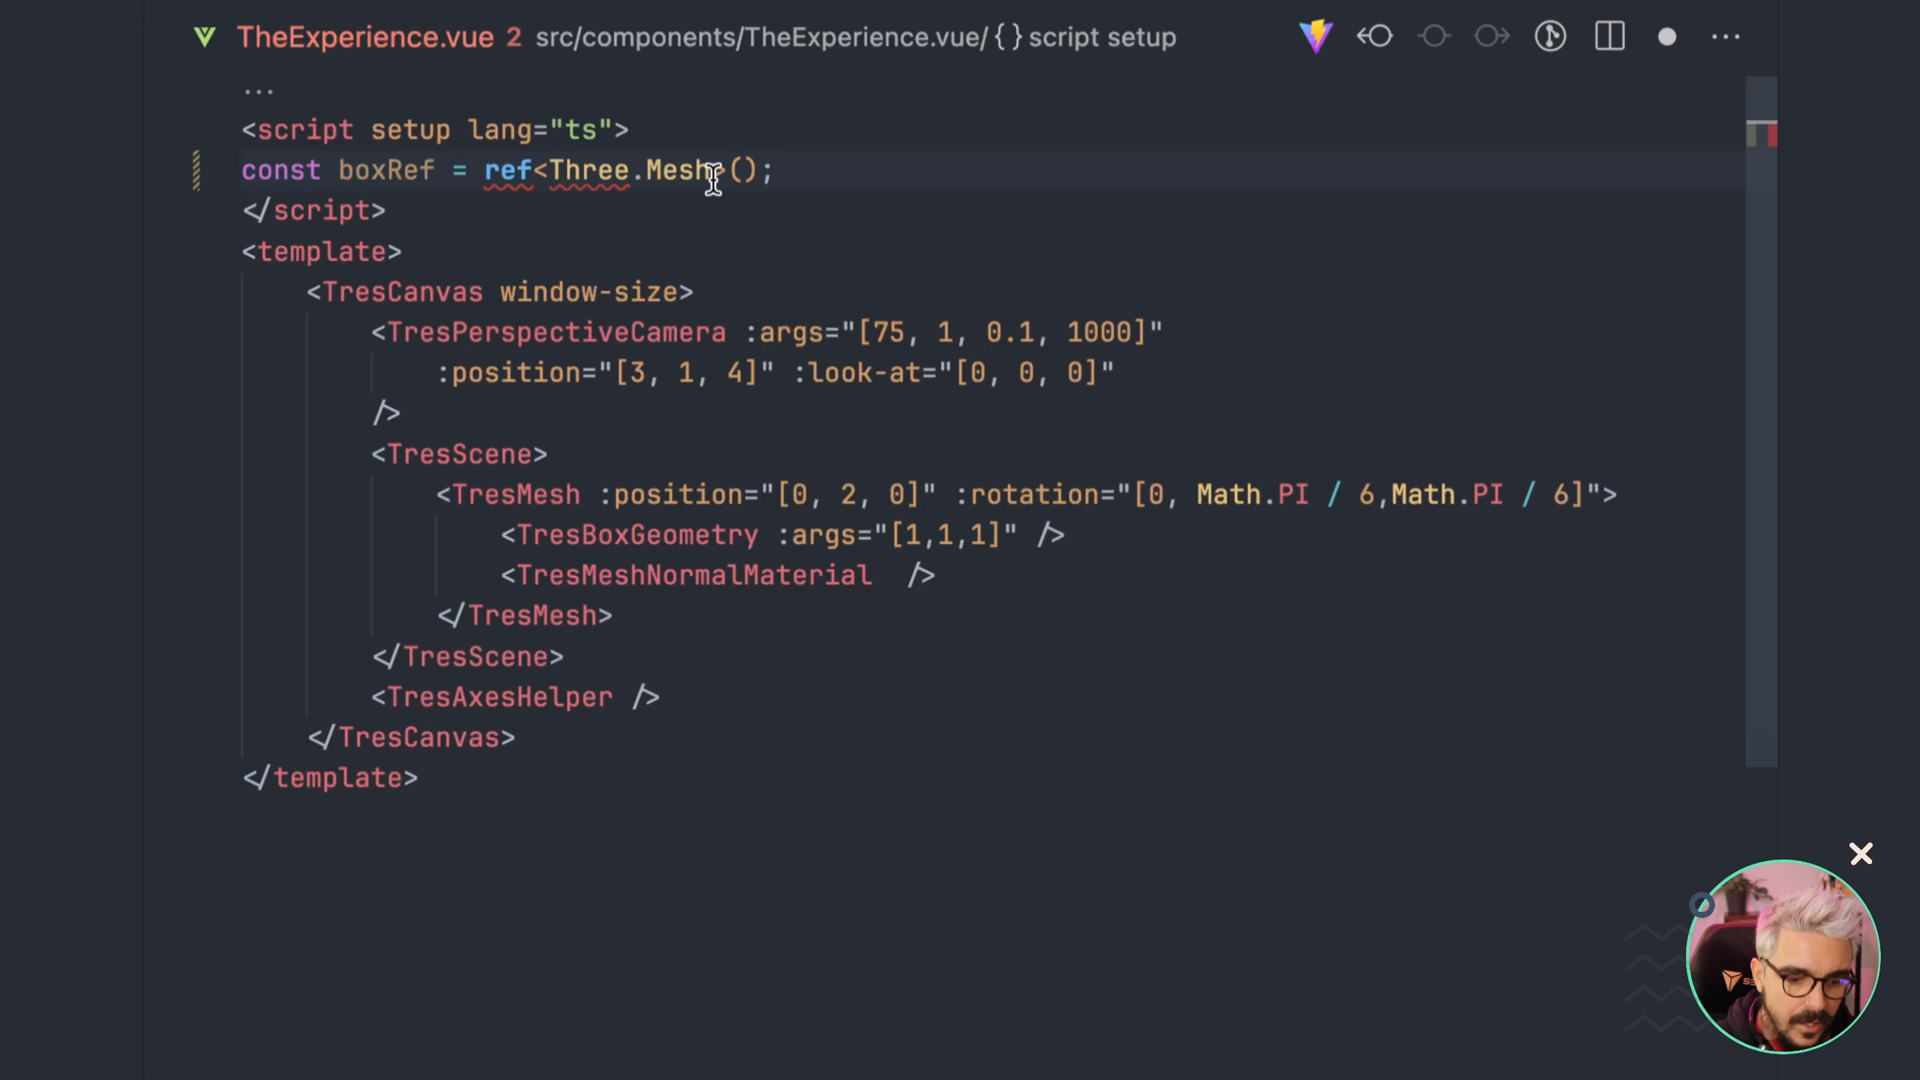 TheExperience.vue 2 src/components/TheExperience.vue/{} script setup
...
<script setup lang="ts">
const boxRef = ref<Three.Mesh>();
</script>
<template>
<TresCanvas window-size>
<TresPerspectiveCamera :args="[75, 1, 0.1, 1000]"
:position="[3, 1, 4]" :look-at="[0, 0, 0]"
/>
<TresScene>
<TresMesh :position="[0, 2, 0]" :rotation="[0, Math.PI / 6,Math.PI / 6]">
<TresBoxGeometry :args="[1,1,1]" />
<TresMeshNormalMaterial  />
</TresMesh>
</TresScene>
<TresAxesHelper />
</TresCanvas>
</template>